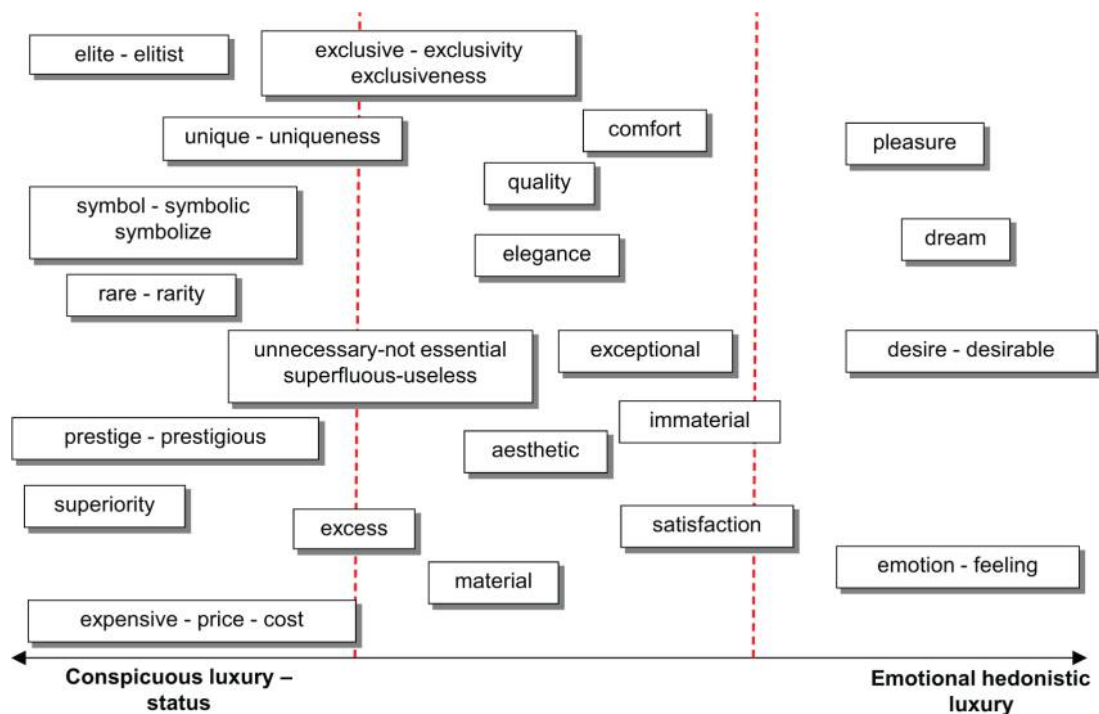 elite - elitist
exclusive - exclusivity
exclusiveness
unique - uniqueness
comfort
pleasure
quality
symbol - symbolic
symbolize
elegance
dream
rare - rarity
unnecessary-not essential
superfluous-useless
exceptional
desire - desirable
prestige - prestigious
immaterial
aesthetic
superiority
excess
satisfaction
material
emotion - feeling
expensive - price - cost
Conspicuous luxury –
status
Emotional hedonistic
luxury